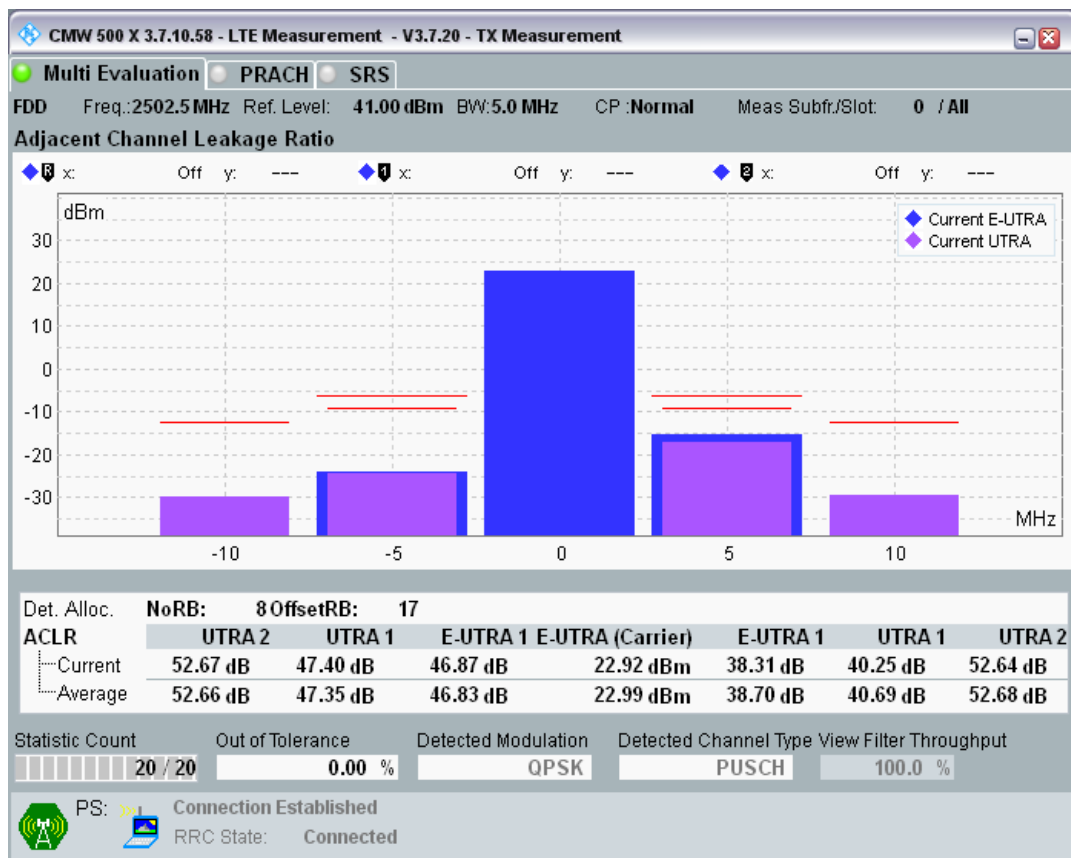 CMW 500 X 3.7.10.58 - LTE Measurement - V3.7.20 - TX Measurement
Multi Evaluation PRACH SRS
FDD Freg.:2502.5 MHz Ref. Level: 41.00 dBm BW:5.0 MHz CP :Normal Meas Subfr./Slot: 0 / All
Adjacent Channel Leakage Ratio
R x: Off y: --- 1 x: Off y: --- 2 x: Off y: ---
dBm
Current E-UTRA
Current UTRA
30
20
10
0
-10
-20
-30
MHz
-10 -5 0 5 10
Det. Alloc. NoRB: 8 OffsetRB: 17
ACLR UTRA 2 UTRA 1 E-UTRA 1 E-UTRA (Carrier) E-UTRA 1 UTRA 1 UTRA 2
Current 52.67 dB 47.40 dB 46.87 dB 22.92 dBm 38.31 dB 40.25 dB 52.64 dB
Average 52.66 dB 47.35 dB 46.83 dB 22.99 dBm 38.70 dB 40.69 dB 52.68 dB
Statistic Count Out of Tolerance Detected Modulation Detected Channel Type View Filter Throughput
20 / 20 0.00 % QPSK PUSCH 100.0 %
PS: Connection Established
RRC State: Connected